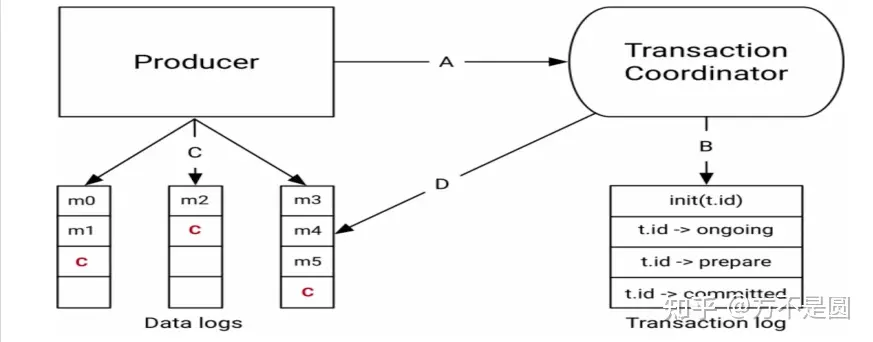 Producer
A
Transaction
Coordinator
C
B
D
m0
m1
C
m2
C
m3
m4
m5
C
init(t.id)
t.id -> ongoing
t.id -> prepare
t.id -> committed
Data logs
Transaction log
知乎 @方不是圆